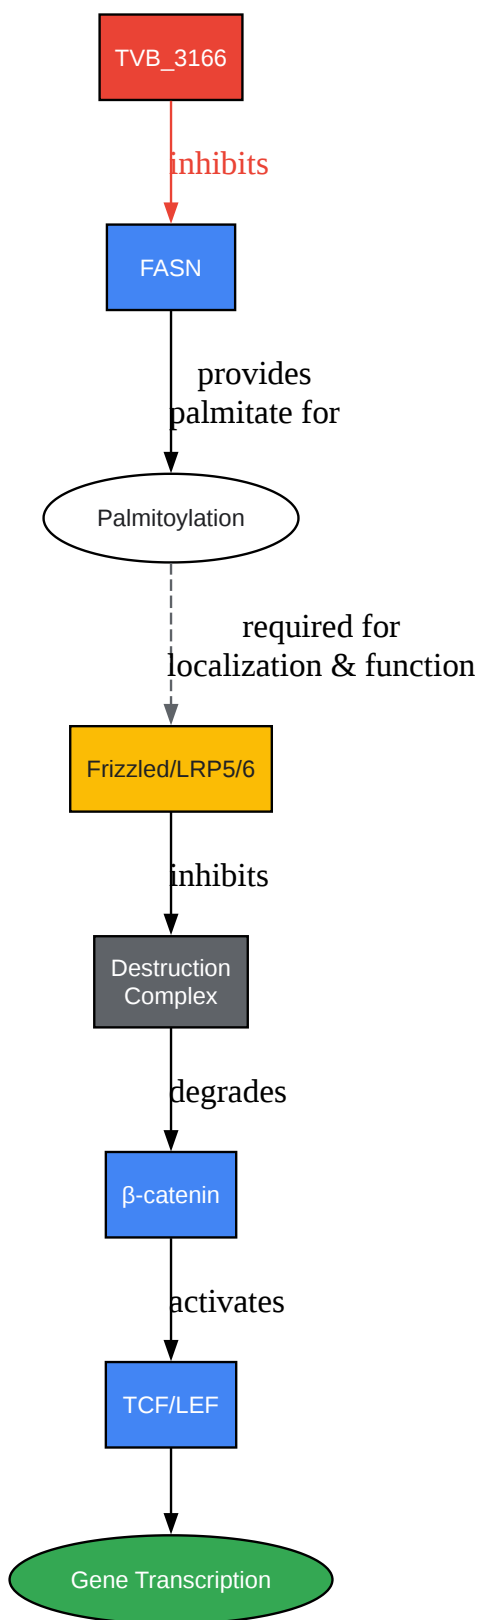 TVB_3166
inhibits
FASN
provides
palmitate for
Palmitoylation
required for
localization & function
Frizzled/LRP5/6
inhibits
Destruction
Complex
degrades
β-catenin
activates
TCF/LEF
Gene Transcription